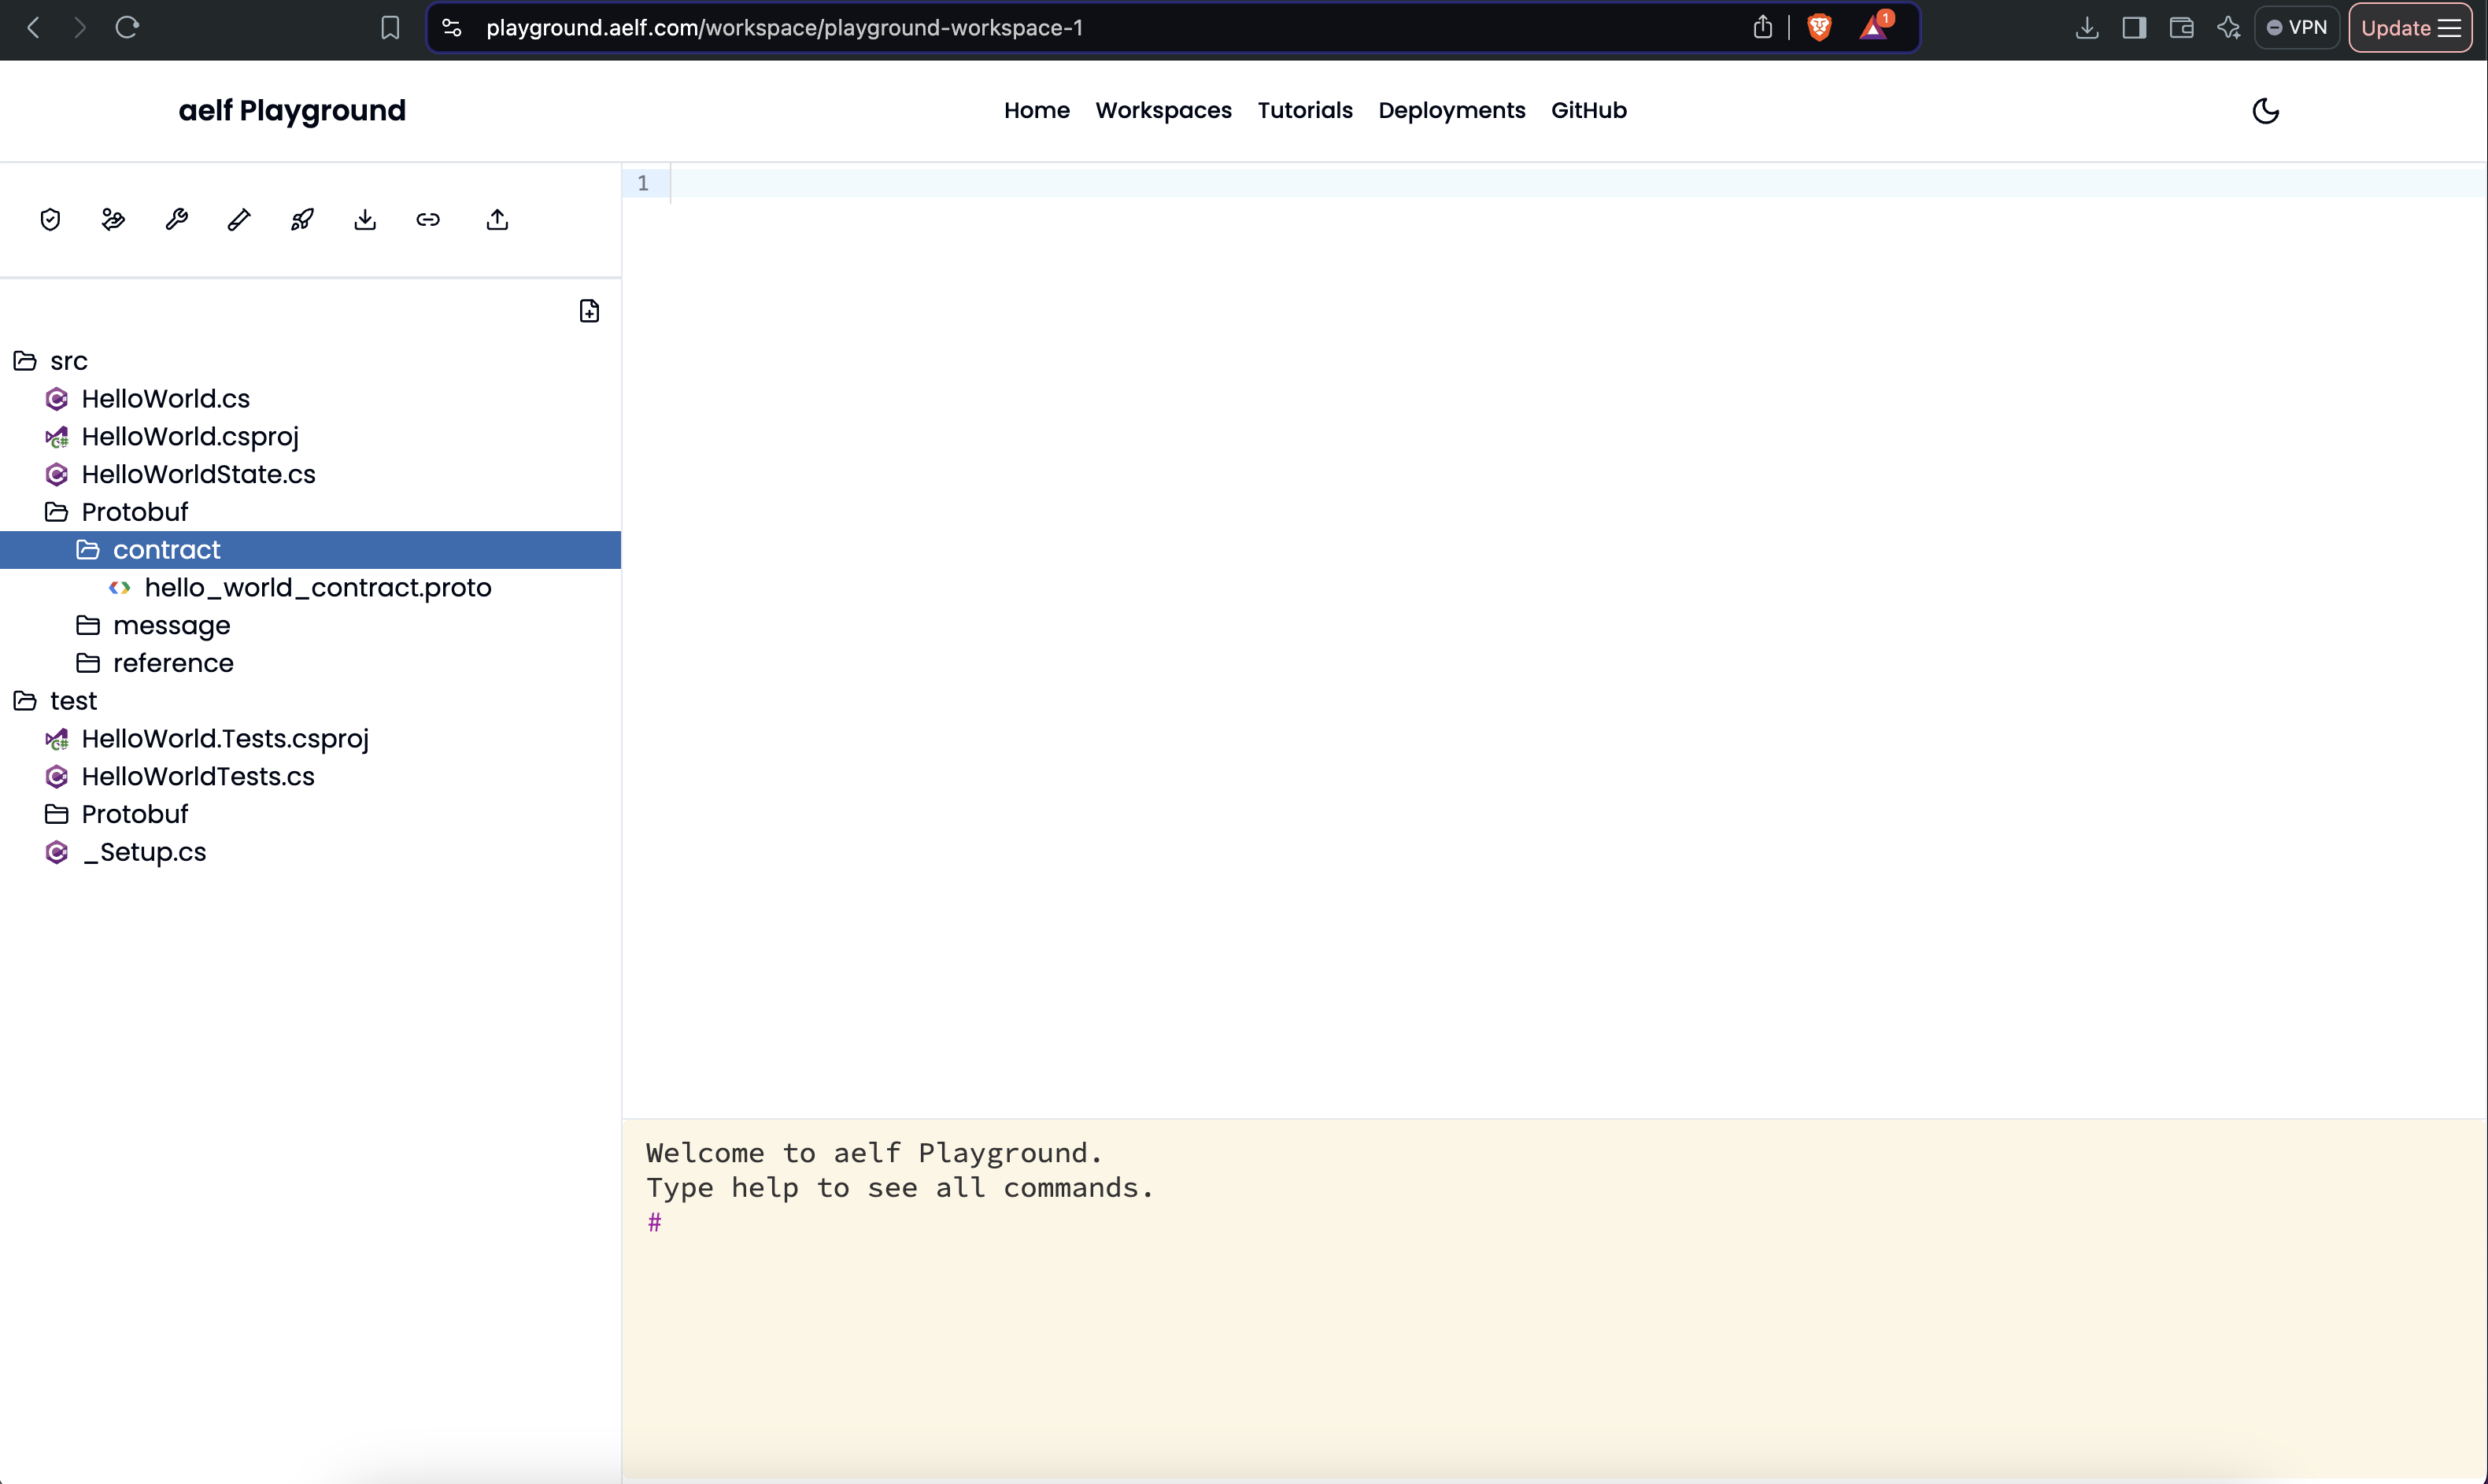 playground.aelf.com/workspace/playground-workspace-1
1
VPN
Update
aelf Playground
Home Workspaces Tutorials Deployments GitHub
1
src
HelloWorld.cs
HelloWorld.csproj
HelloWorldState.cs
Protobuf
contract
hello_world_contract.proto
message
reference
test
HelloWorld.Tests.csproj
HelloWorldTests.cs
Protobuf
_Setup.cs
Welcome to aelf Playground.
Type help to see all commands.
#